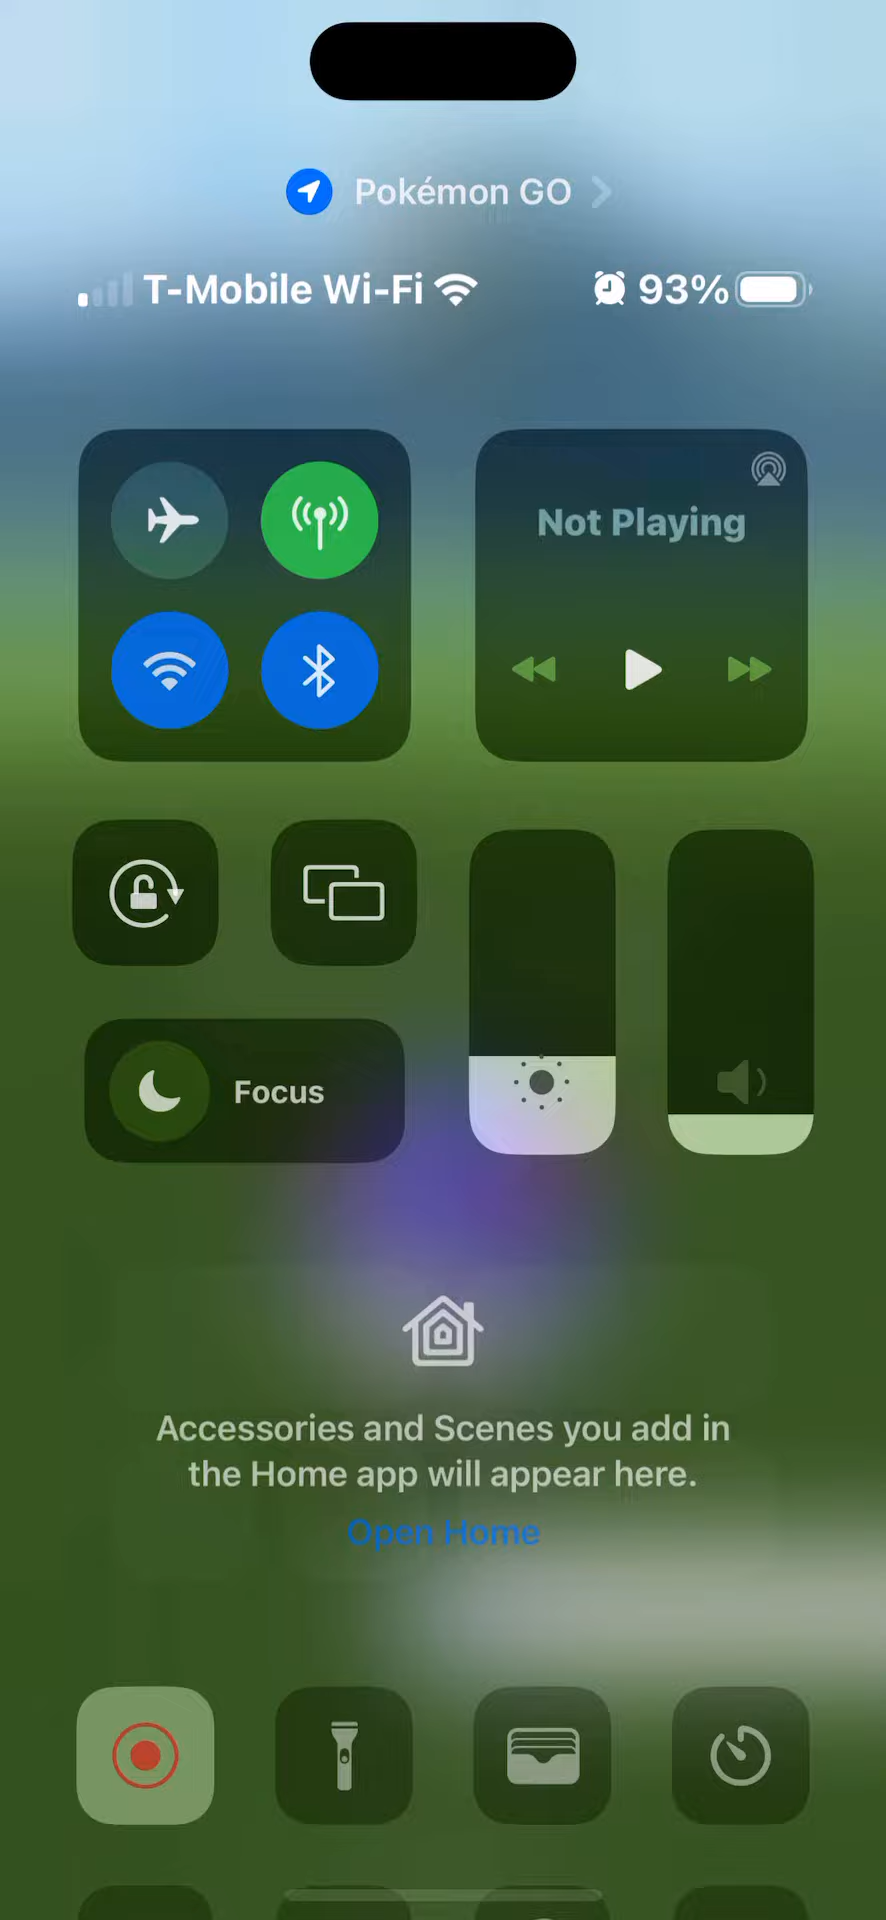 Pokémon GO
T-Mobile Wi-Fi 93%
Not Playing
Focus
Accessories and Scenes you add in
the Home app will appear here.
Open Home